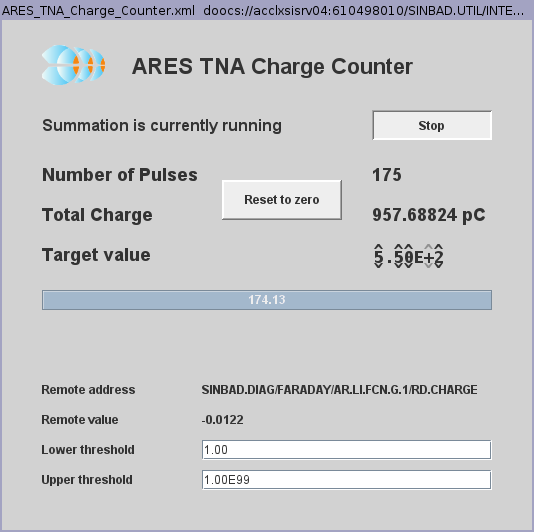 ARES_TNA_Charge_Counter.xml doocs://acclxsisrv04:610498010/SINBAD.UTIL/INTE...
ARES TNA Charge Counter
Summation is currently running Stop
Number of Pulses 175
Reset to zero
Total Charge 957.68824 pC
Target value 5.50E+2
174.13
Remote address SINBAD.DIAG/FARADAY/AR.LI.FCN.G.1/RD.CHARGE
Remote value -0.0122
Lower threshold 1.00
Upper threshold 1.00E99